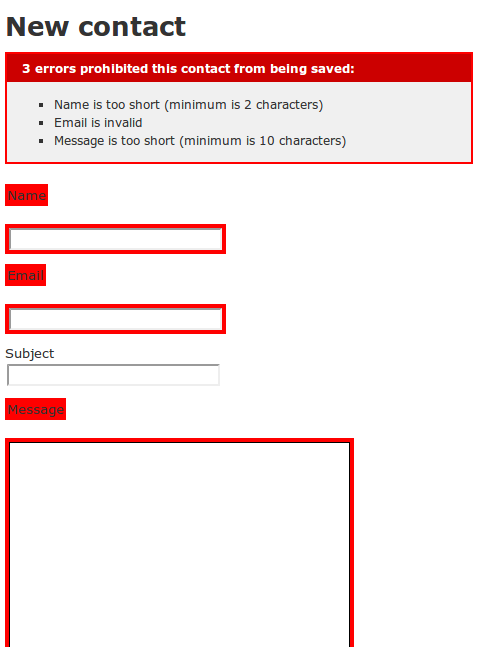 New contact
3 errors prohibited this contact from being saved:
Name is too short (minimum is 2 characters)
Email is invalid
Message is too short (minimum is 10 characters)
Name
Email
Subject
Message